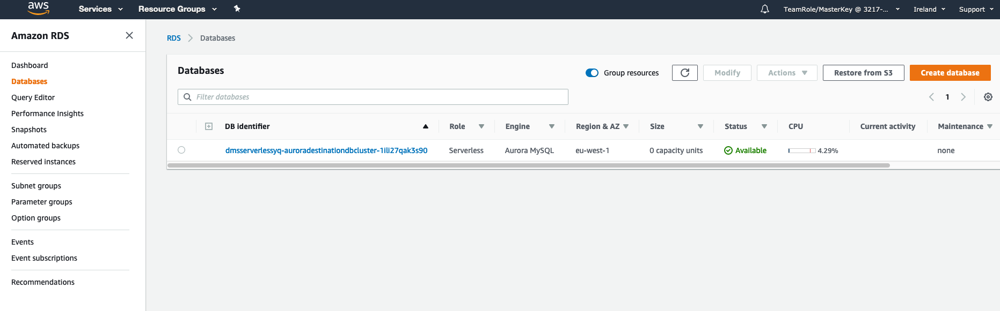 aws Services Resource Groups TeamRole/MasterKey @ 3217-... Ireland Support
Amazon RDS
Dashboard
Databases
Query Editor
Performance Insights
Snapshots
Automated backups
Reserved instances
Subnet groups
Parameter groups
Option groups
Events
Event subscriptions
Recommendations
RDS Databases
Databases
Group resources Modify Actions Restore from S3 Create database
Filter databases
1
DB identifier Role Engine Region & AZ Size Status CPU Current activity Maintenance
dmsserverlessyq-auroradestinationdbcluster-1ili27qak3s90 Serverless Aurora MySQL eu-west-1 0 capacity units Available 4.29% none